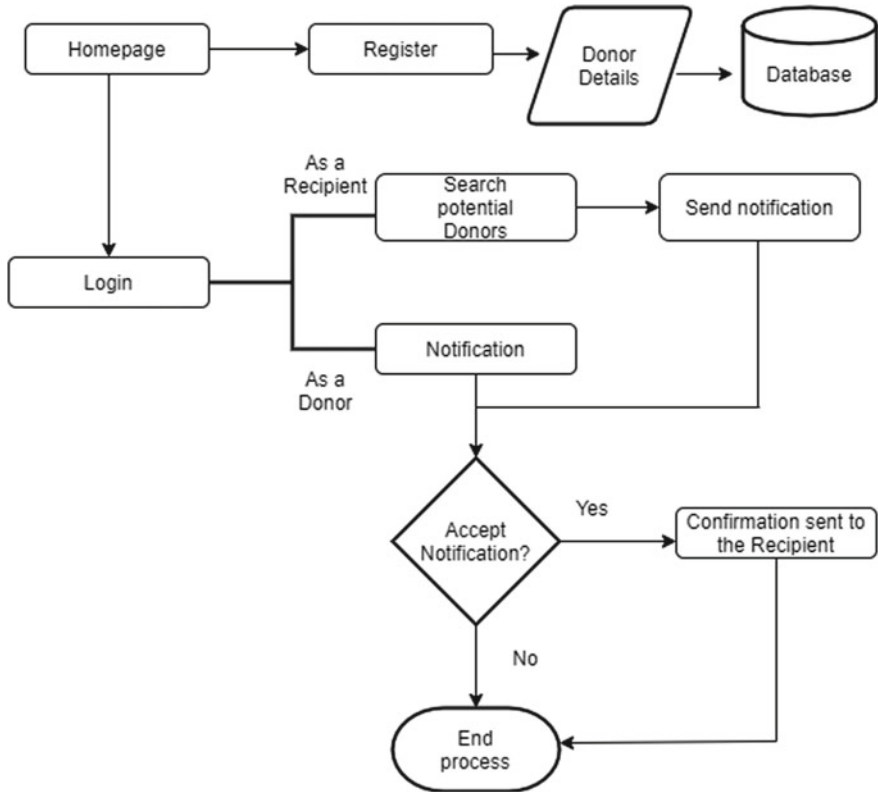 Homepage
Register
Donor
Details
Database
As a
Recipient
Search
potential
Donors
Send notification
Login
Notification
As a
Donor
Accept
Notification?
Yes
Confirmation sent to
the Recipient
No
End
process